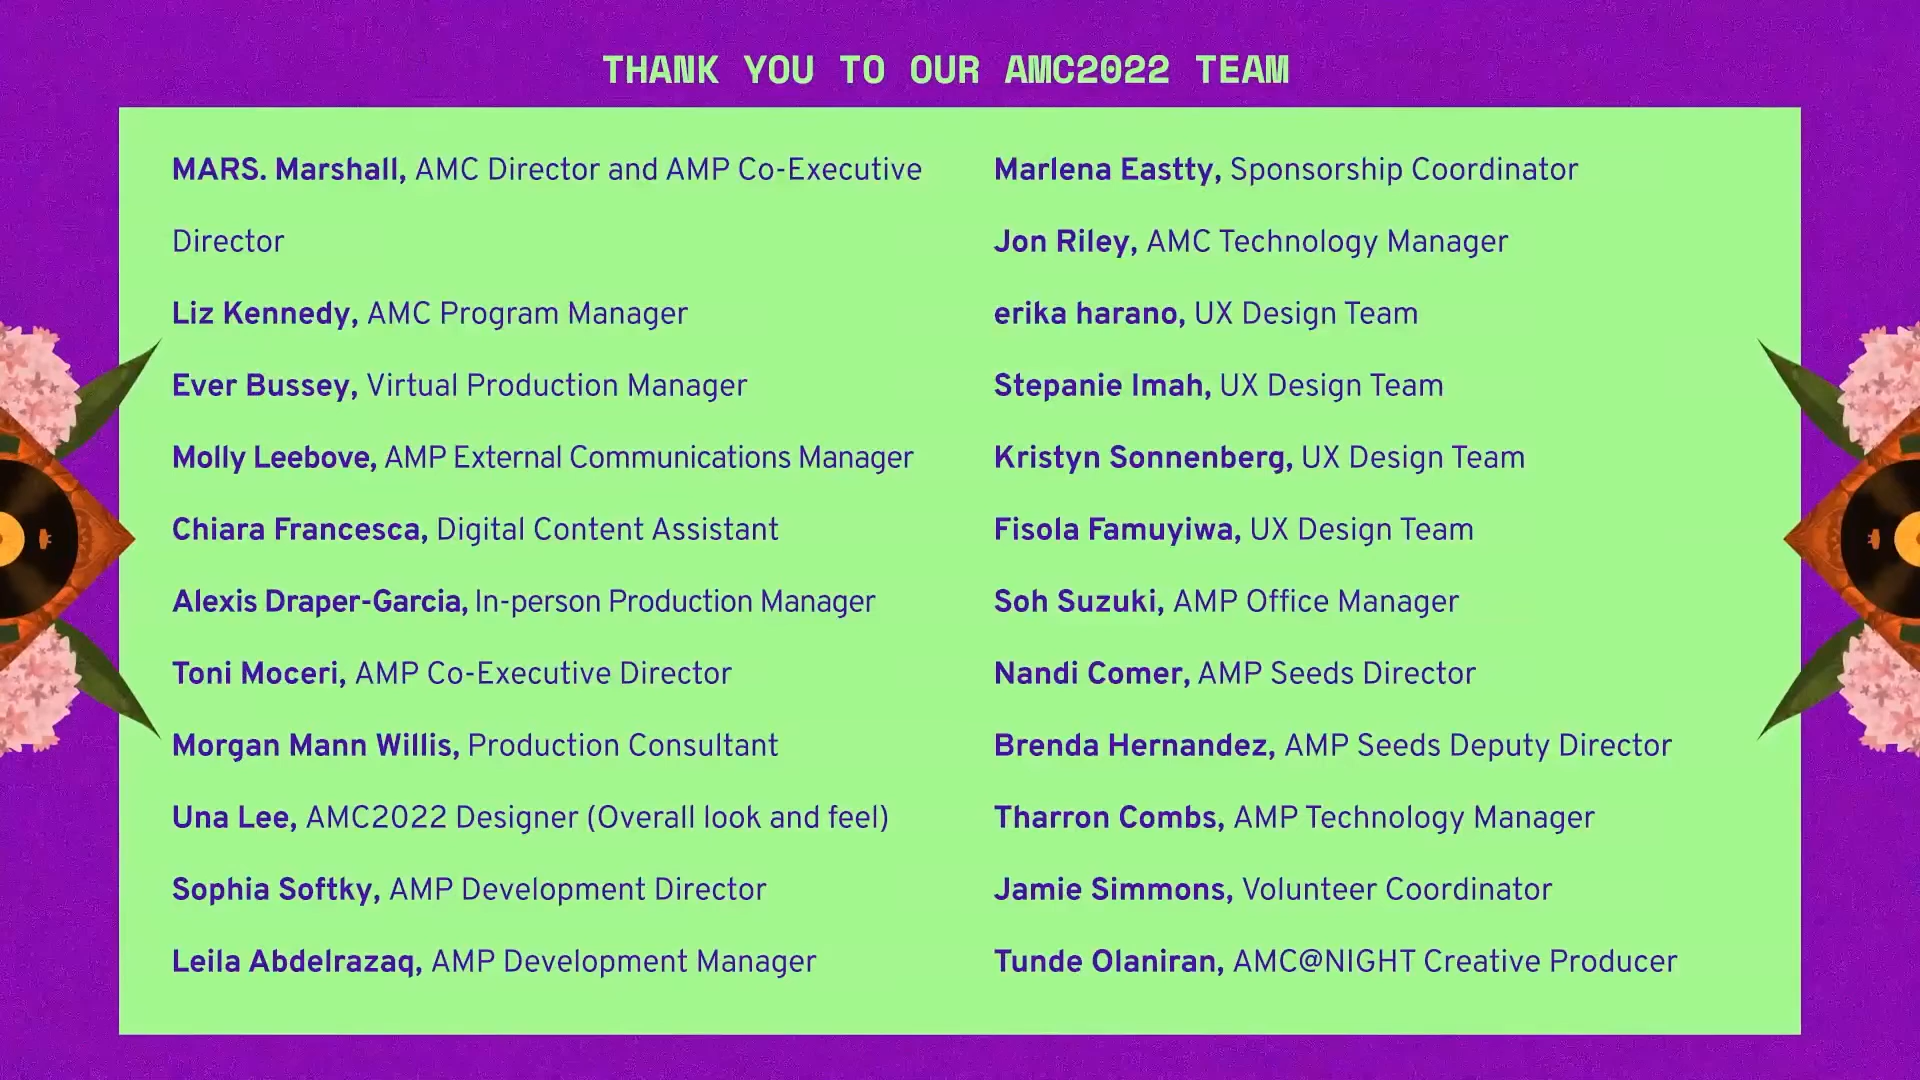 THANK YOU TO OUR AMC2022 TEAM
MARS. Marshall, AMC Director and AMP Co-Executive
Director
Liz Kennedy, AMC Program Manager
Ever Bussey, Virtual Production Manager
Molly Leebove, AMP External Communications Manager
Chiara Francesca, Digital Content Assistant
Alexis Draper-Garcia, In-person Production Manager
Toni Moceri, AMP Co-Executive Director
Morgan Mann Willis, Production Consultant
Una Lee, AMC2022 Designer (Overall look and feel)
Sophia Softky, AMP Development Director
Leila Abdelrazaq, AMP Development Manager
Marlena Eastty, Sponsorship Coordinator
Jon Riley, AMC Technology Manager
erika harano, UX Design Team
Stepanie Imah, UX Design Team
Kristyn Sonnenberg, UX Design Team
Fisola Famuyiwa, UX Design Team
Soh Suzuki, AMP Office Manager
Nandi Comer, AMP Seeds Director
Brenda Hernandez, AMP Seeds Deputy Director
Tharron Combs, AMP Technology Manager
Jamie Simmons, Volunteer Coordinator
Tunde Olaniran, AMC@NIGHT Creative Producer